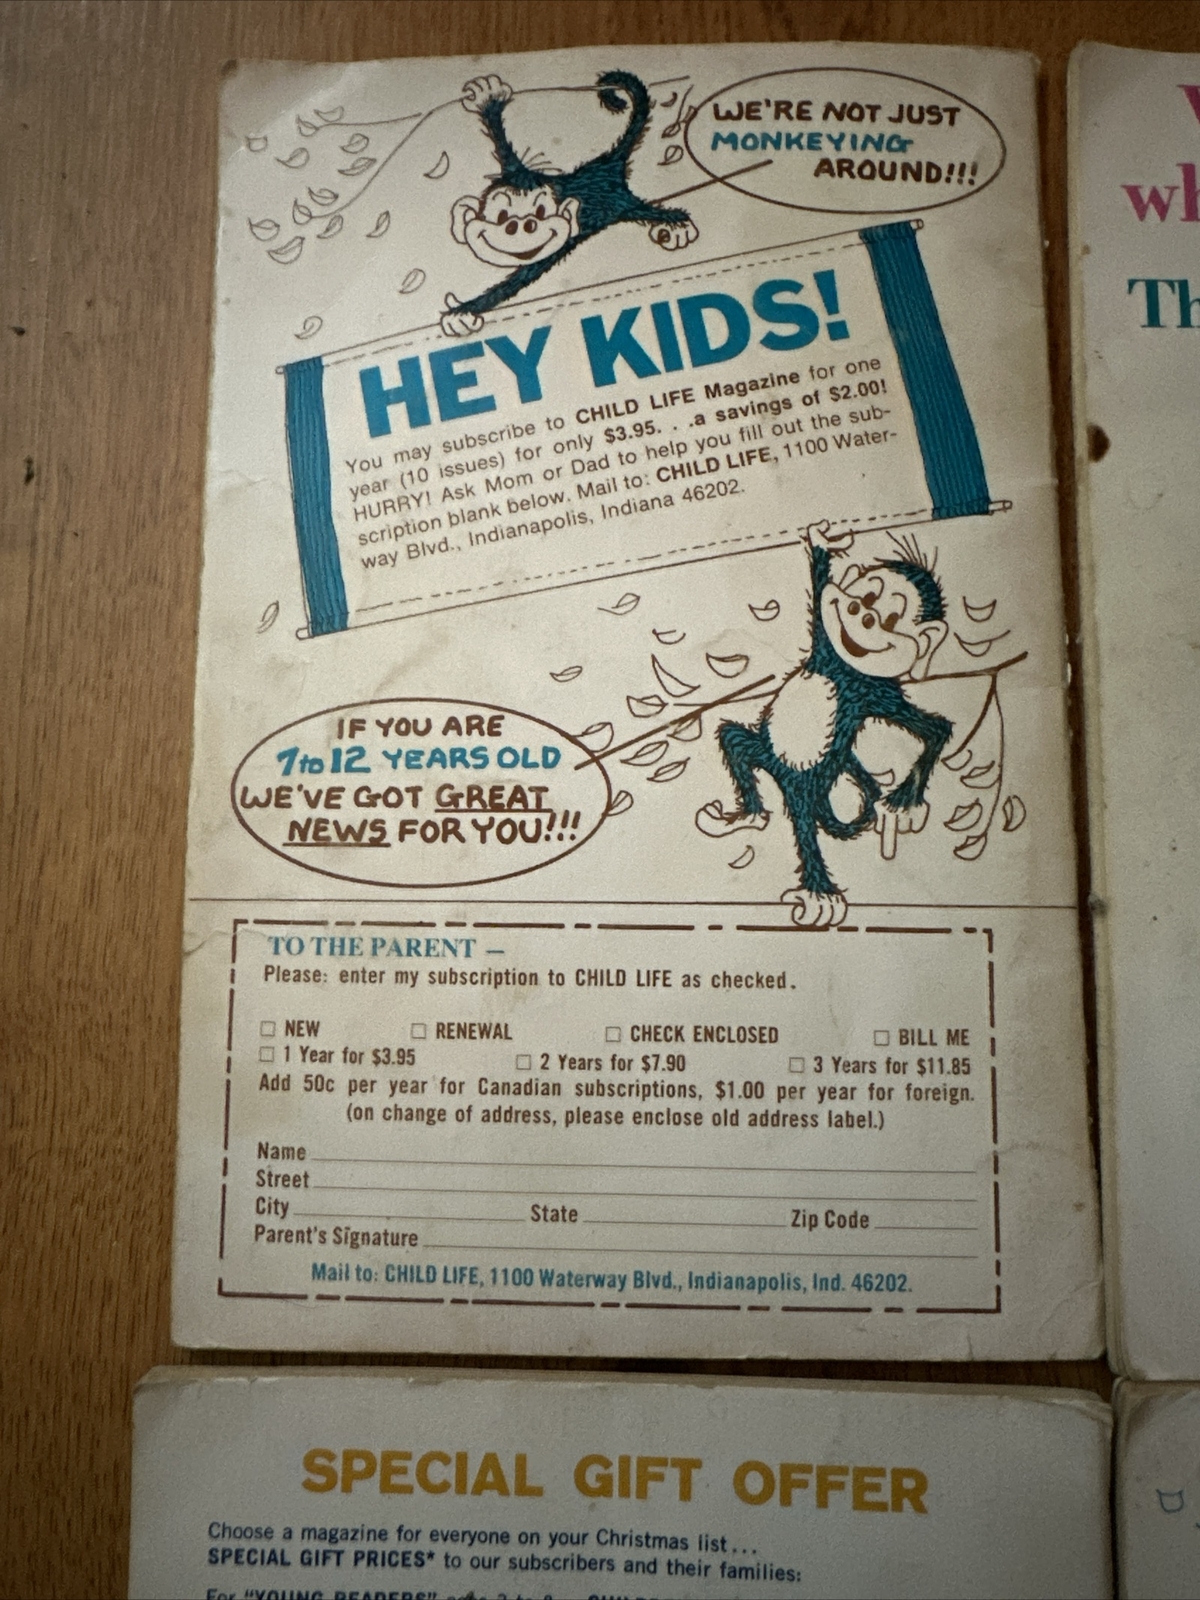 WE'RE NOT JUST
MONKEYING
AROUND!!!
HEY KIDS!
You may subscribe to CHILD LIFE Magazine for one
year (10 issues) for only $3.95. . .a savings of $2.00!
HURRY! Ask Mom or Dad to help you fill out the sub-
scription blank below. Mail to: CHILD LIFE, 1100 Water-
way Blvd., Indianapolis, Indiana 46202.
IF YOU ARE
7 to 12 YEARS OLD
WE'VE GOT GREAT
NEWS FOR YOU!!!
TO THE PARENT —
Please: enter my subscription to CHILD LIFE as checked.
□ NEW □ RENEWAL □ CHECK ENCLOSED □ BILL ME
□ 1 Year for $3.95 □ 2 Years for $7.90 □ 3 Years for $11.85
Add 50c per year for Canadian subscriptions, $1.00 per year for foreign.
(on change of address, please enclose old address label.)
Name
Street
City State Zip Code
Parent's Signature
Mail to: CHILD LIFE, 1100 Waterway Blvd., Indianapolis, Ind. 46202.
wh
Th
SPECIAL GIFT OFFER
Choose a magazine for everyone on your Christmas list...
SPECIAL GIFT PRICES* to our subscribers and their families:
For "YOUNG READERS"